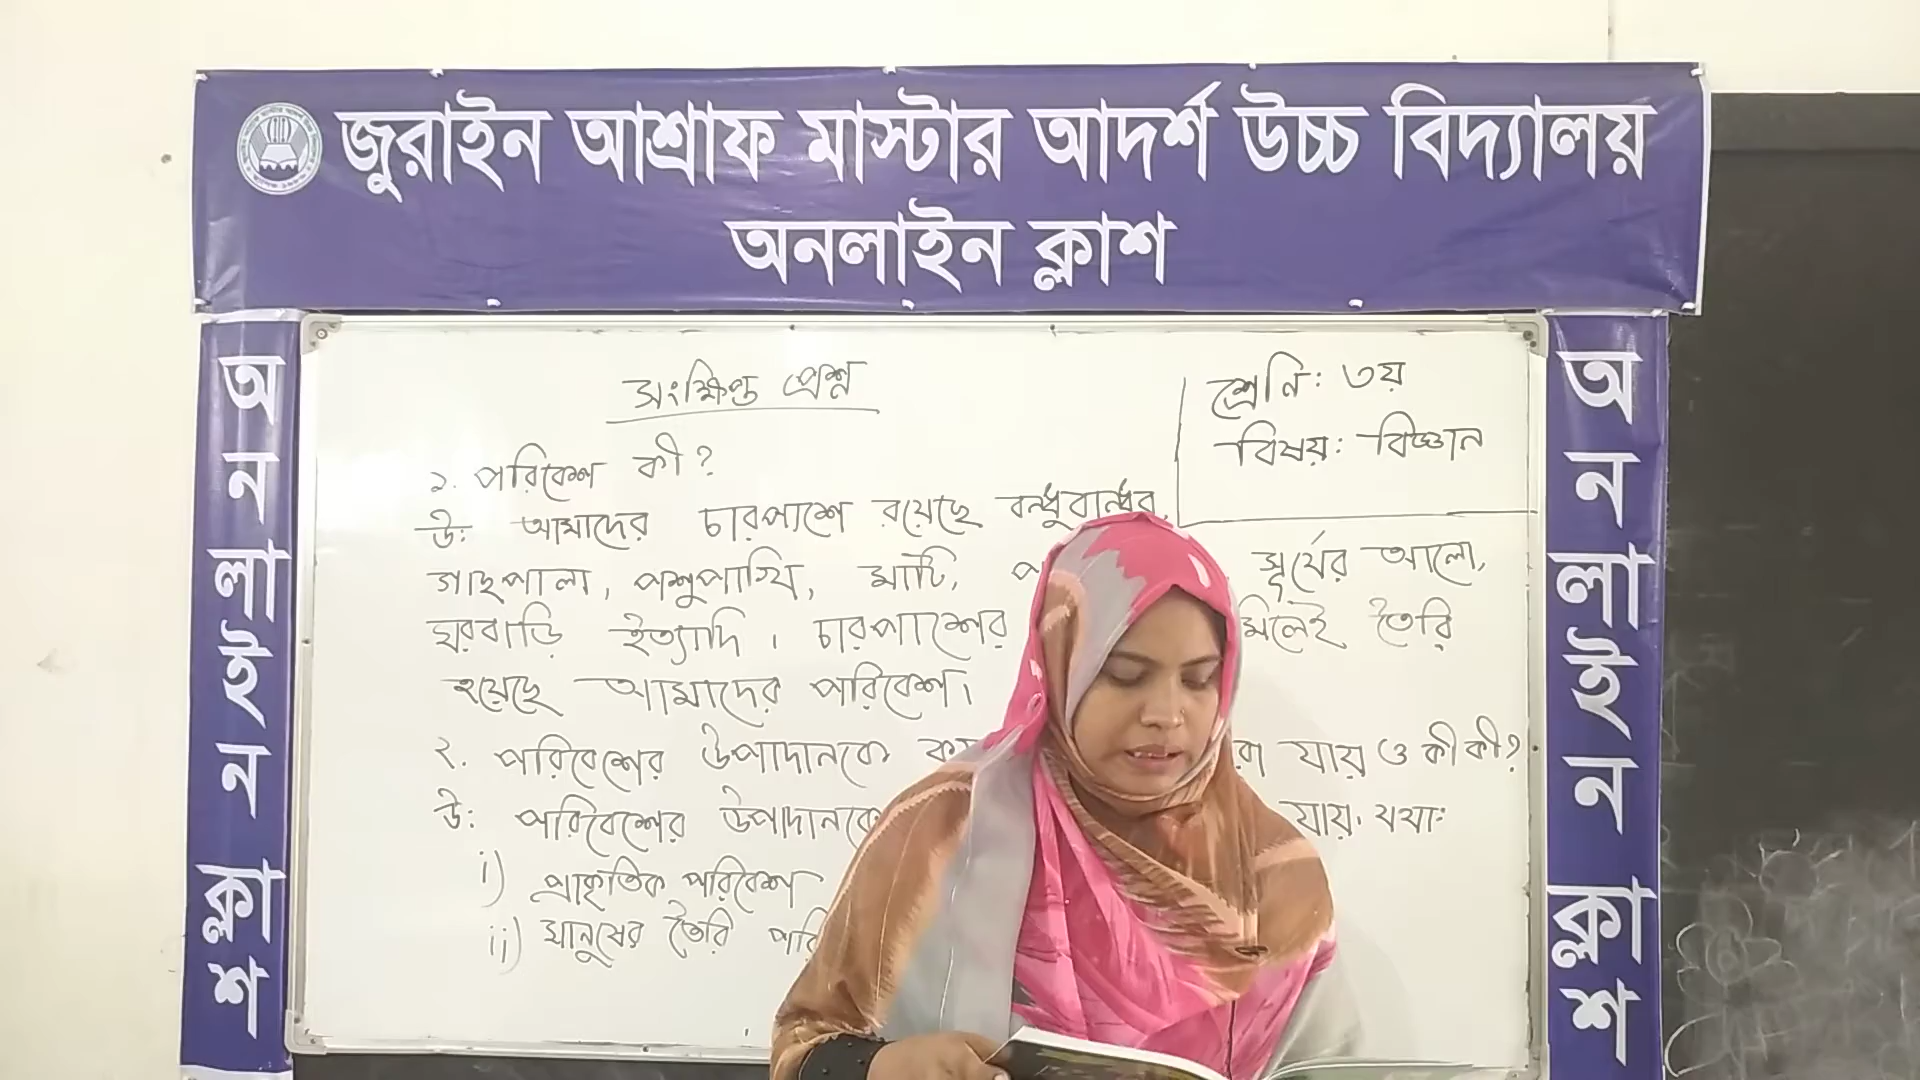 জুরাইন আশ্রাফ মাস্টার আদর্শ উচ্চ বিদ্যালয়
অনলাইন ক্লাশ
অনলাইন ক্লাশ
সংক্ষিপ্ত প্রশ্ন
শ্রেনি: ৩য়
বিষয়: বিজ্ঞান
১. পরিবেশ কী?
উ: আমাদের চারপাশে রয়েছে বন্ধুবান্ধব,
গাছপালা, পশুপাখি, মাটি, সূর্যের আলো,
ঘরবাড়ি ইত্যাদি। চারপাশের মিলেই তৈরি
হয়েছে আমাদের পরিবেশ।
২. পরিবেশের উপাদানকে যায় ও কী কী?
উ: পরিবেশের উপাদানকে যায়। যথা:
i) প্রাকৃতিক পরিবেশ
ii) মানুষের তৈরি
অনলাইন ক্লাশ